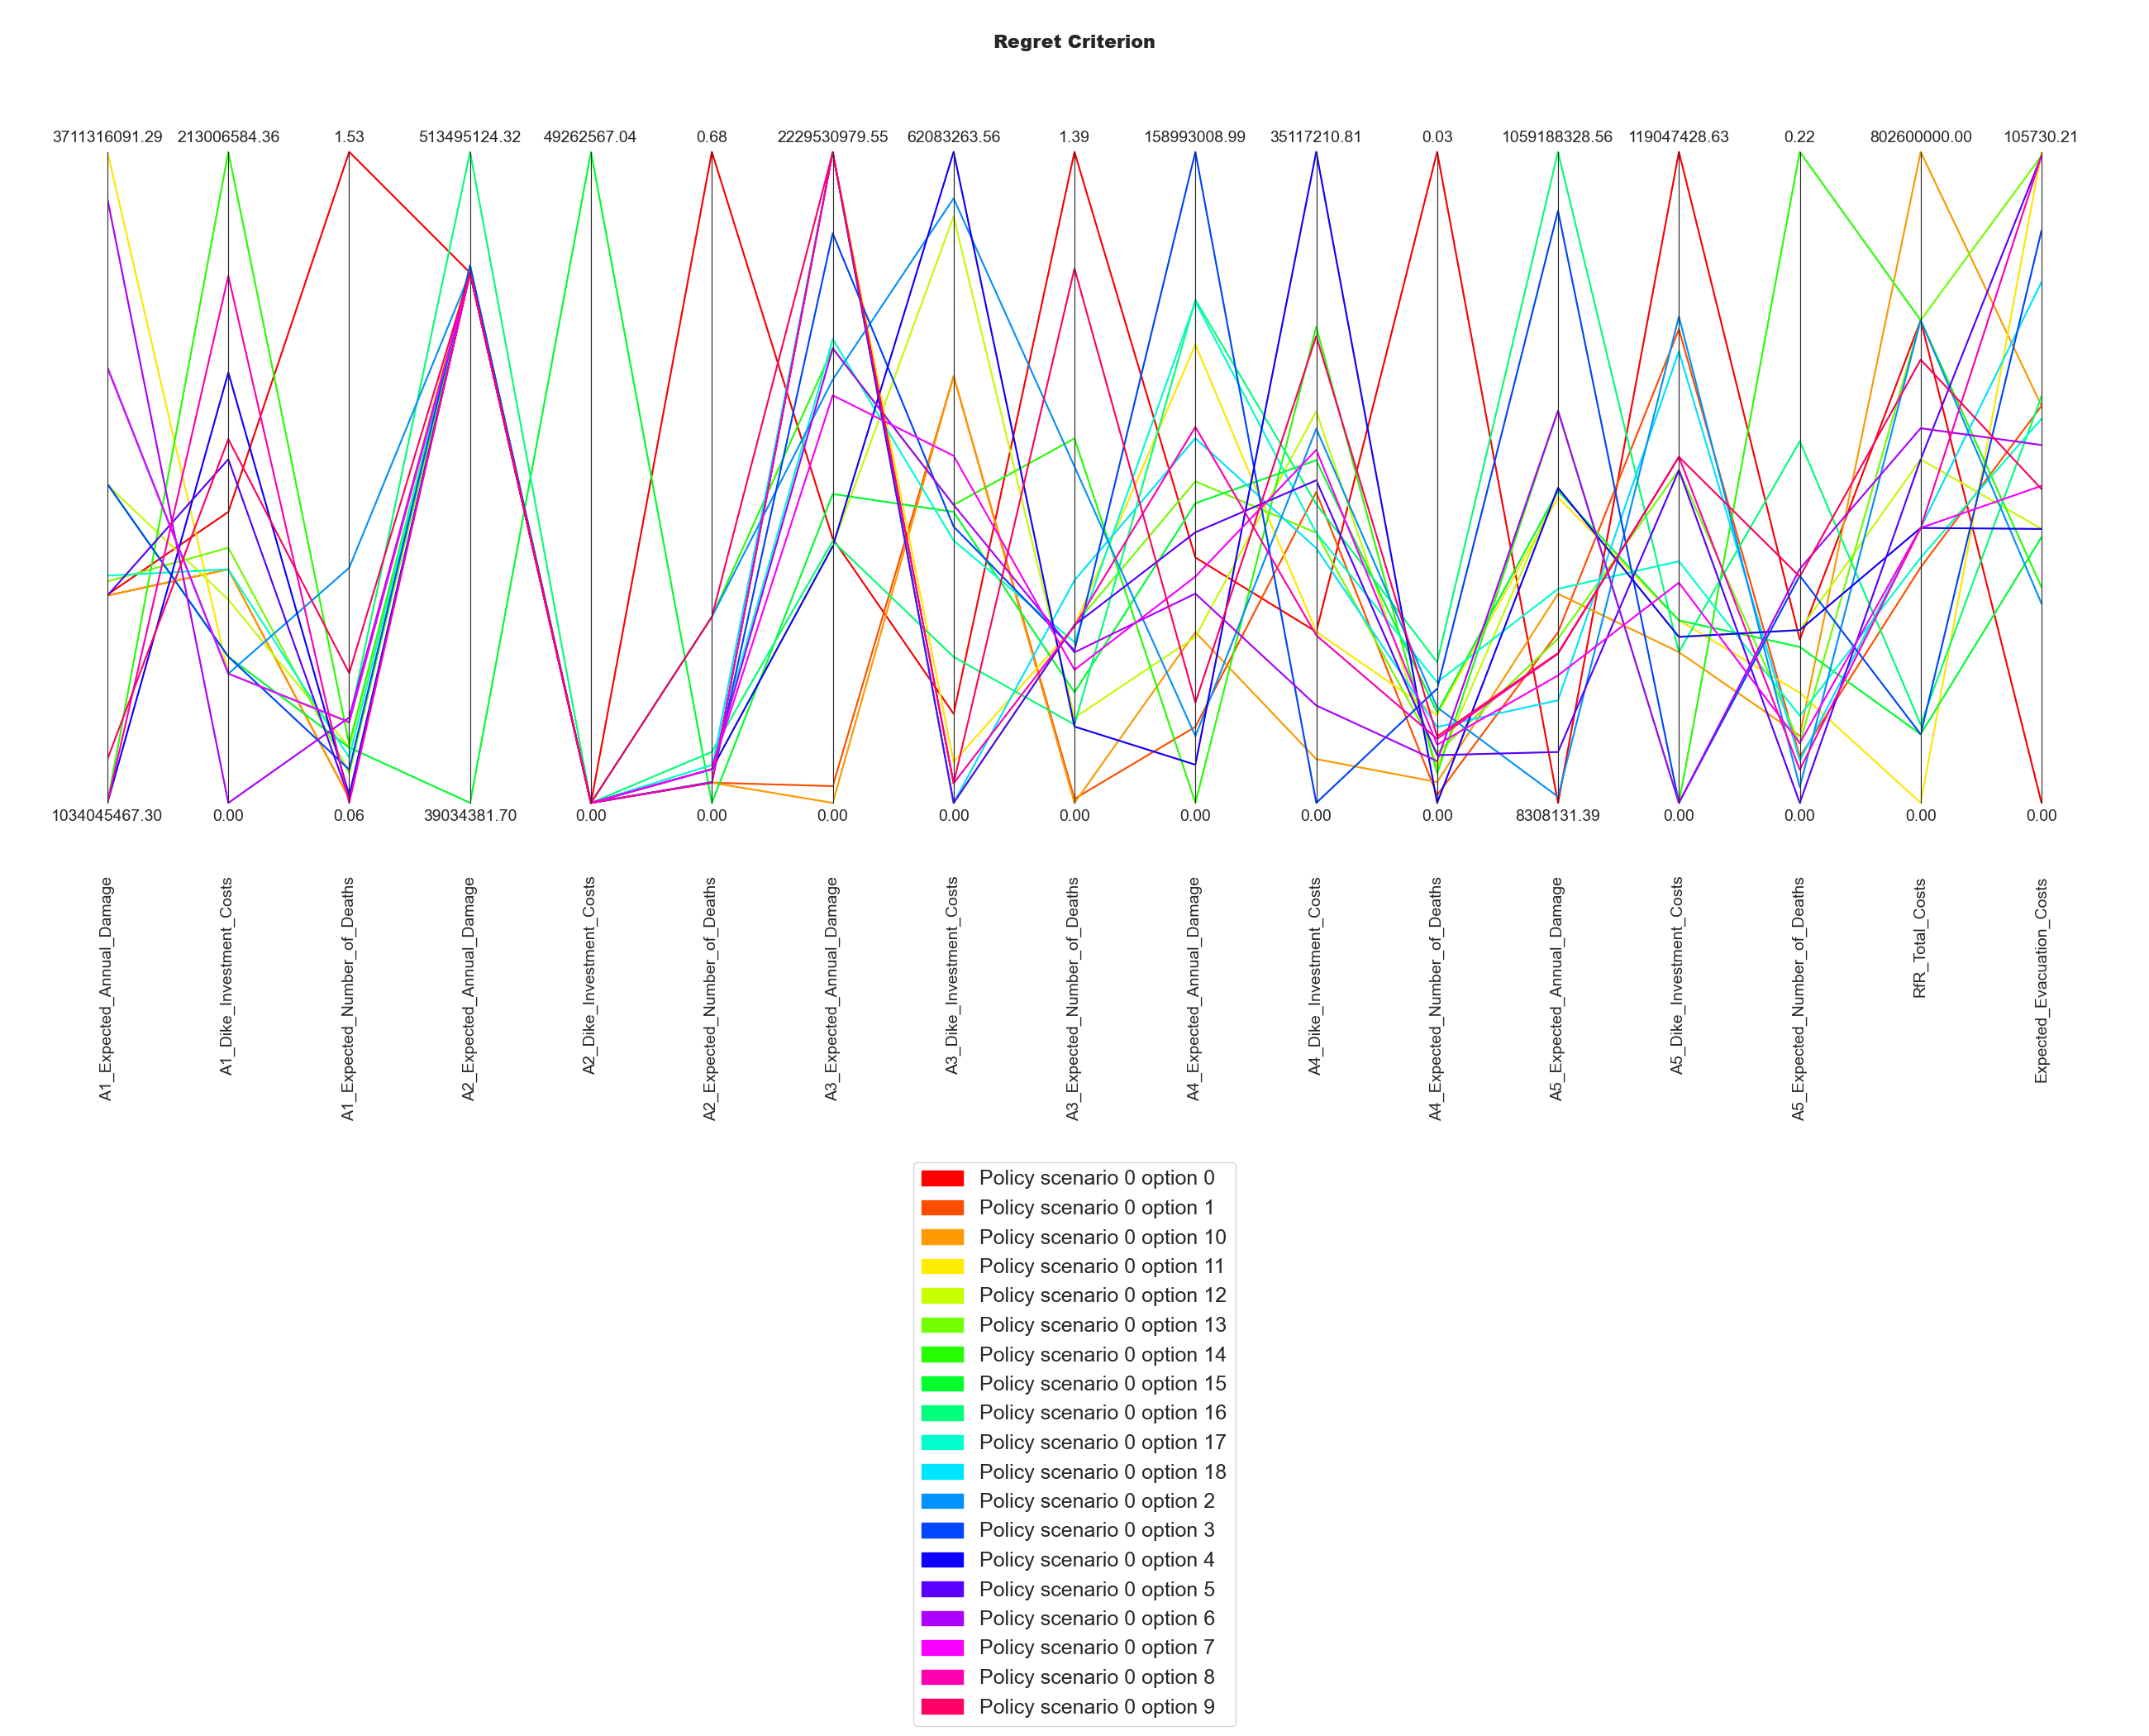 Regret Criterion
3711316091.29 213006584.36 1.53 513495124.32 49262567.04 0.68 2229530979.55 62083263.56 1.39 158993008.99 35117210.81 0.03 1059188328.56 119047428.63 0.22 802600000.00 105730.21
1034045467.30 0.00 0.06 39034381.70 0.00 0.00 0.00 0.00 0.00 0.00 0.00 0.00 8308131.39 0.00 0.00 0.00 0.00
A1_Expected_Annual_Damage
A1_Dike_Investment_Costs
A1_Expected_Number_of_Deaths
A2_Expected_Annual_Damage
A2_Dike_Investment_Costs
A2_Expected_Number_of_Deaths
A3_Expected_Annual_Damage
A3_Dike_Investment_Costs
A3_Expected_Number_of_Deaths
A4_Expected_Annual_Damage
A4_Dike_Investment_Costs
A4_Expected_Number_of_Deaths
A5_Expected_Annual_Damage
A5_Dike_Investment_Costs
A5_Expected_Number_of_Deaths
RfR_Total_Costs
Expected_Evacuation_Costs
Policy scenario 0 option 0
Policy scenario 0 option 1
Policy scenario 0 option 10
Policy scenario 0 option 11
Policy scenario 0 option 12
Policy scenario 0 option 13
Policy scenario 0 option 14
Policy scenario 0 option 15
Policy scenario 0 option 16
Policy scenario 0 option 17
Policy scenario 0 option 18
Policy scenario 0 option 2
Policy scenario 0 option 3
Policy scenario 0 option 4
Policy scenario 0 option 5
Policy scenario 0 option 6
Policy scenario 0 option 7
Policy scenario 0 option 8
Policy scenario 0 option 9